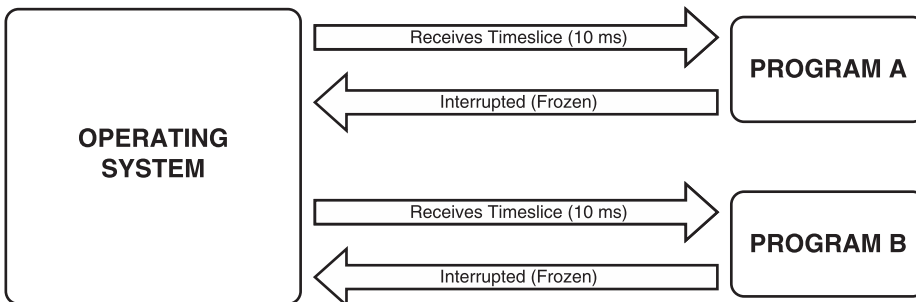 Receives Timeslice (10 ms)
PROGRAM A
Interrupted (Frozen)
OPERATING
SYSTEM
Receives Timeslice (10 ms)
PROGRAM B
Interrupted (Frozen)